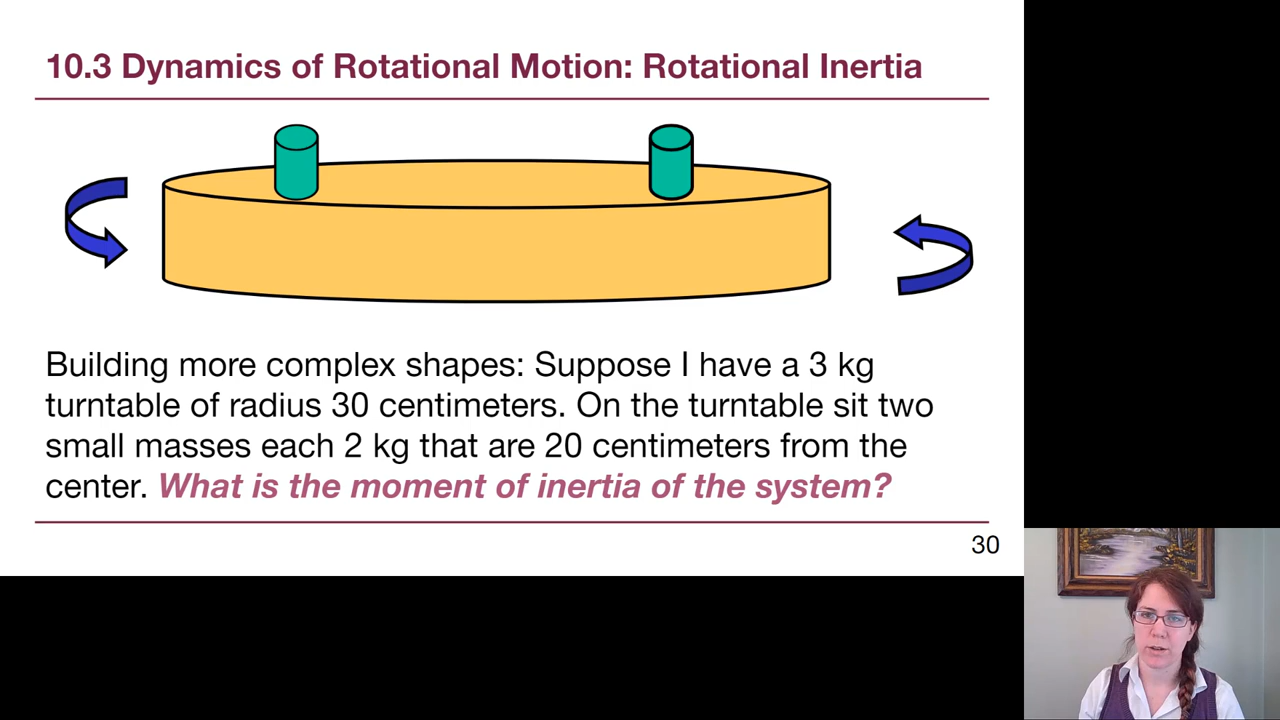 10.3 Dynamics of Rotational Motion: Rotational Inertia
Building more complex shapes: Suppose I have a 3 kg
turntable of radius 30 centimeters. On the turntable sit two
small masses each 2 kg that are 20 centimeters from the
center. What is the moment of inertia of the system?
30